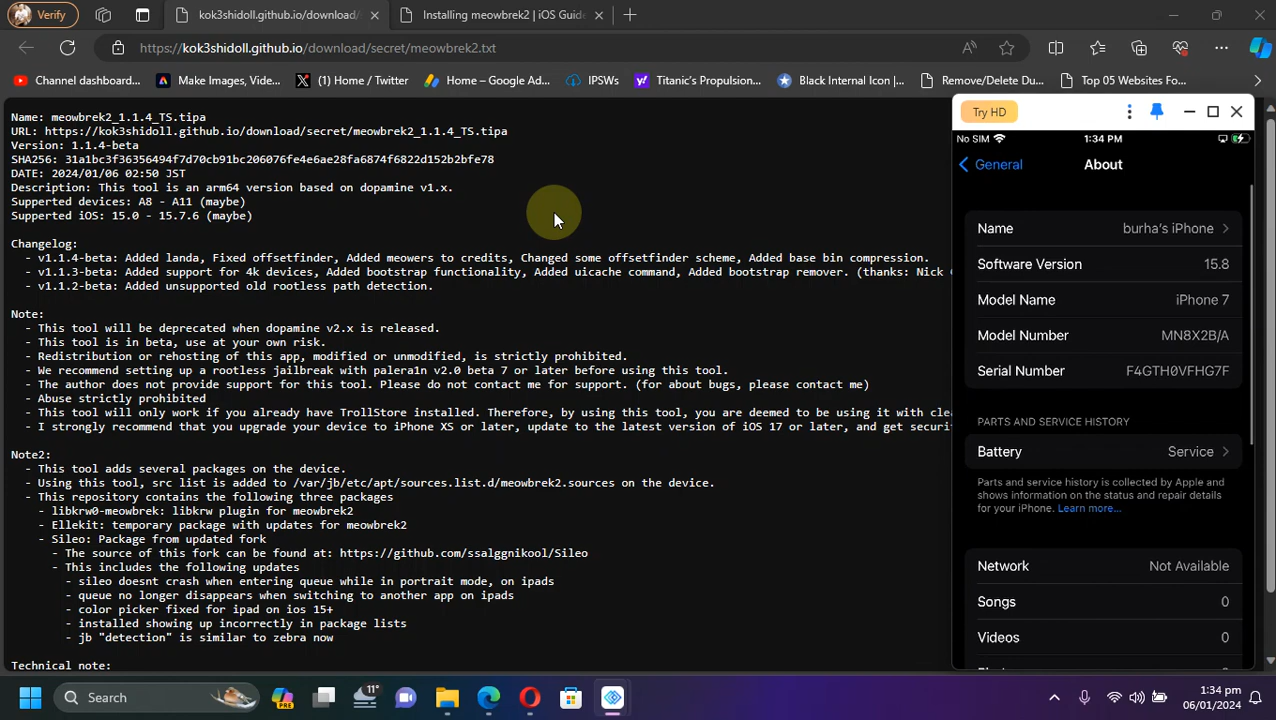 Verify
kok3shidoll.github.io/download/
Installing meowbrek2 | iOS Guide
https://kok3shidoll.github.io/download/secret/meowbrek2.txt
Channel dashboard...
Make Images, Vide...
(1) Home / Twitter
Home – Google Ad...
IPSWs
Titanic's Propulsion...
Black Internal Icon |...
Remove/Delete Du...
Top 05 Websites Fo...
Name: meowbrek2_1.1.4_TS.tipa
URL: https://kok3shidoll.github.io/download/secret/meowbrek2_1.1.4_TS.tipa
Version: 1.1.4-beta
SHA256: 31a1bc3f36356494f7d70cb91bc206076fe4e6ae28fa6874f6822d152b2bfe78
DATE: 2024/01/06 02:50 JST
Description: This tool is an arm64 version based on dopamine v1.x.
Supported devices: A8 - A11 (maybe)
Supported iOS: 15.0 - 15.7.6 (maybe)
Changelog:
- v1.1.4-beta: Added landa, Fixed offsetfinder, Added meowers to credits, Changed some offsetfinder scheme, Added base bin compression.
- v1.1.3-beta: Added support for 4k devices, Added bootstrap functionality, Added uicache command, Added bootstrap remover. (thanks: Nick
- v1.1.2-beta: Added unsupported old rootless path detection.
Note:
- This tool will be deprecated when dopamine v2.x is released.
- This tool is in beta, use at your own risk.
- Redistribution or rehosting of this app, modified or unmodified, is strictly prohibited.
- We recommend setting up a rootless jailbreak with palera1n v2.0 beta 7 or later before using this tool.
- The author does not provide support for this tool. Please do not contact me for support. (for about bugs, please contact me)
- Abuse strictly prohibited
- This tool will only work if you already have TrollStore installed. Therefore, by using this tool, you are deemed to be using it with cle
- I strongly recommend that you upgrade your device to iPhone XS or later, update to the latest version of iOS 17 or later, and get securi
Note2:
- This tool adds several packages on the device.
- Using this tool, src list is added to /var/jb/etc/apt/sources.list.d/meowbrek2.sources on the device.
- This repository contains the following three packages
- libkrw0-meowbrek: libkrw plugin for meowbrek2
- Ellekit: temporary package with updates for meowbrek2
- Sileo: Package from updated fork
- The source of this fork can be found at: https://github.com/ssalggnikool/Sileo
- This includes the following updates
- sileo doesnt crash when entering queue while in portrait mode, on ipads
- queue no longer disappears when switching to another app on ipads
- color picker fixed for ipad on ios 15+
- installed showing up incorrectly in package lists
- jb "detection" is similar to zebra now
Technical note:
Try HD
No SIM
1:34 PM
General
About
Name burha's iPhone
Software Version 15.8
Model Name iPhone 7
Model Number MN8X2B/A
Serial Number F4GTH0VFHG7F
PARTS AND SERVICE HISTORY
Battery Service
Parts and service history is collected by Apple and
shows information on the status and repair details
for your iPhone. Learn more...
Network Not Available
Songs 0
Videos 0
Search
PRE
11°
1:34 pm
06/01/2024